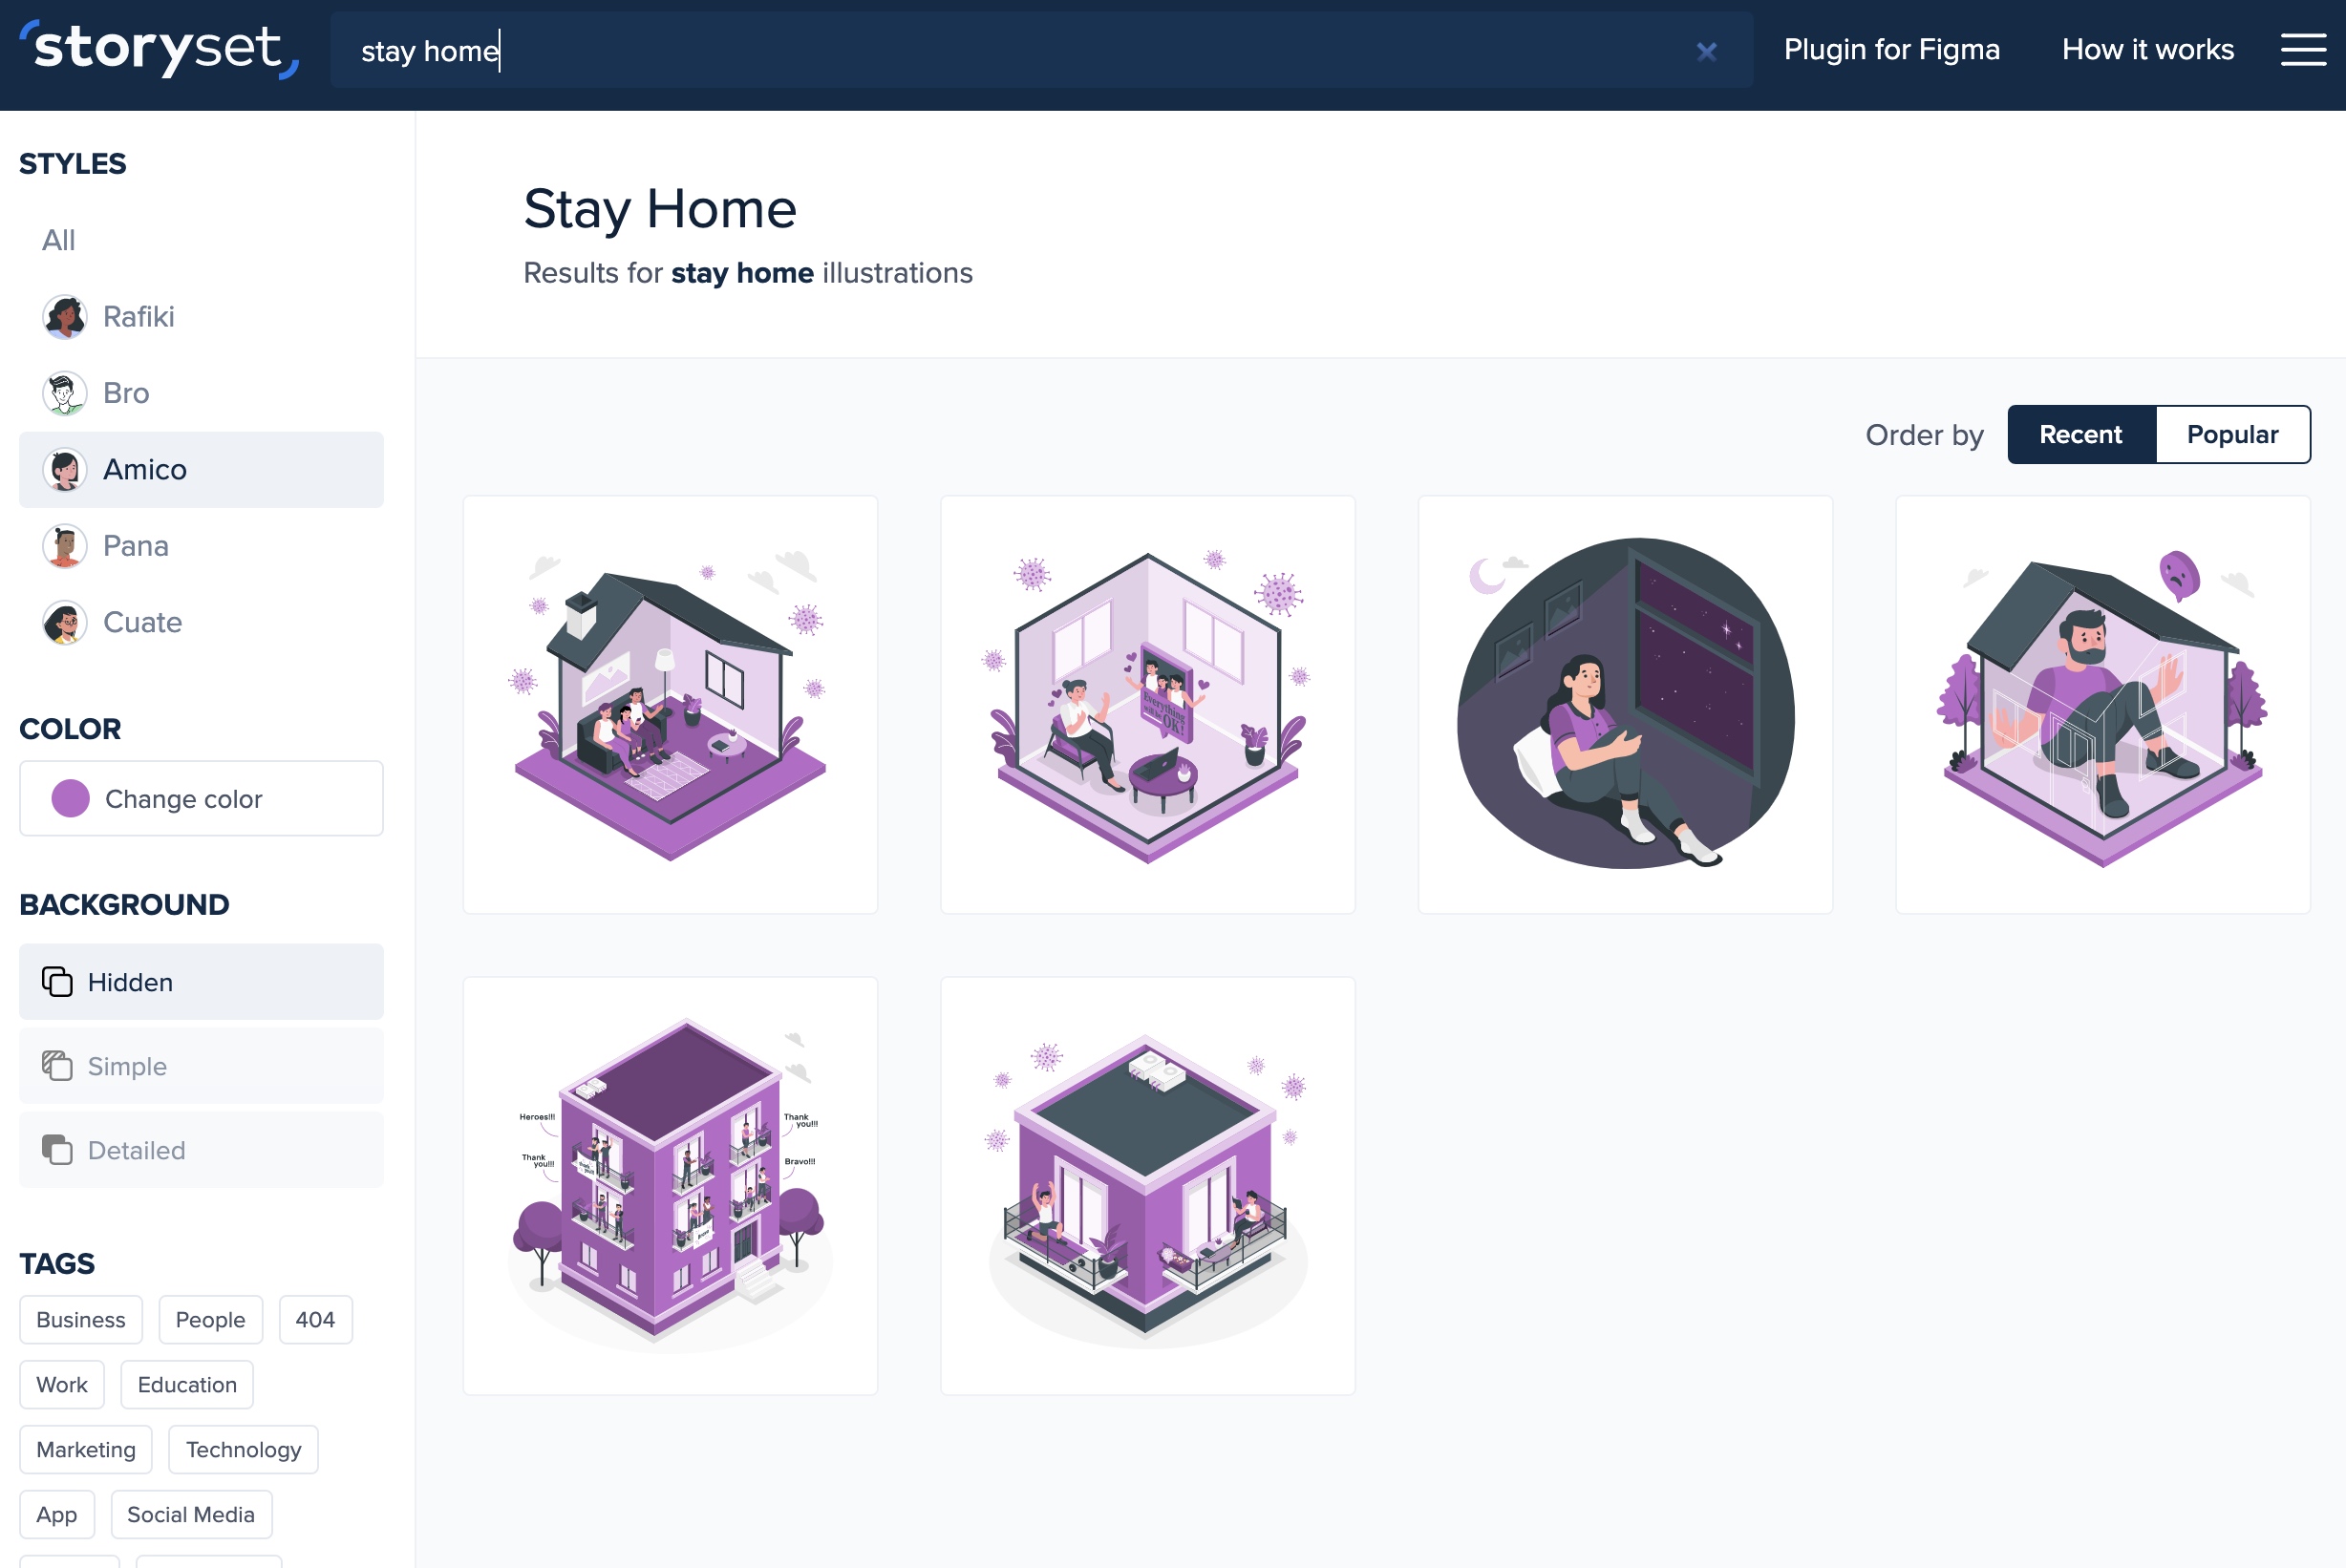 storyset
stay home
Plugin for Figma
How it works
STYLES
All
Rafiki
Bro
Amico
Pana
Cuate
COLOR
Change color
BACKGROUND
Hidden
Simple
Detailed
TAGS
Business
People
404
Work
Education
Marketing
Technology
App
Social Media
Stay Home
Results for stay home illustrations
Order by
Recent
Popular
Everything
will be
OK!
Heroes!!!
Thank
you!!!
Thank
you!!!
Bravo!!!